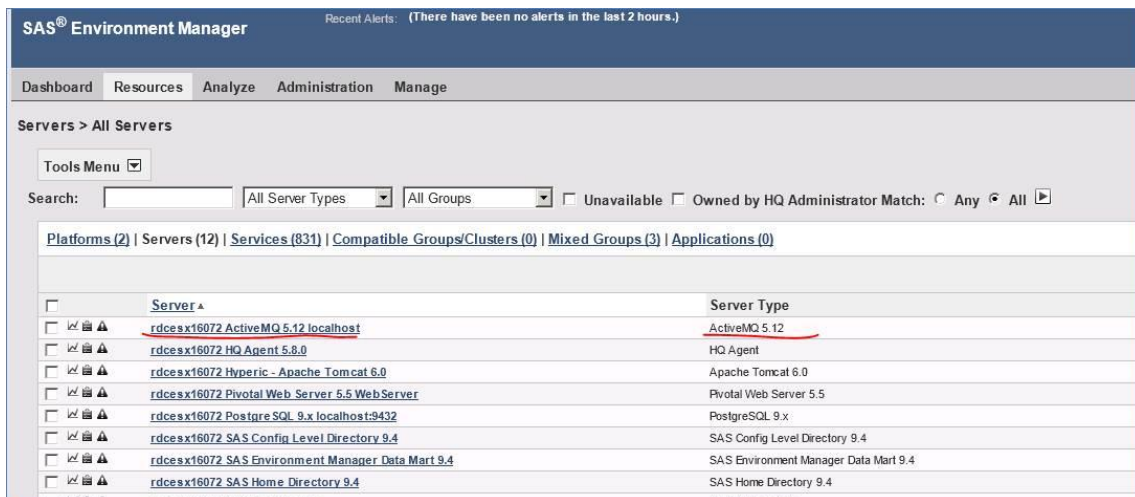 SAS® Environment Manager
Recent Alerts: (There have been no alerts in the last 2 hours.)
Dashboard Resources Analyze Administration Manage
Servers > All Servers
Tools Menu
Search: All Server Types All Groups Unavailable Owned by HQ Administrator Match: Any All
Platforms (2) | Servers (12) | Services (831) | Compatible Groups/Clusters (0) | Mixed Groups (3) | Applications (0)
Server Server Type
rdcesx16072 ActiveMQ 5.12 localhost ActiveMQ 5.12
rdcesx16072 HQ Agent 5.8.0 HQ Agent
rdcesx16072 Hyperic - Apache Tomcat 6.0 Apache Tomcat 6.0
rdcesx16072 Pivotal Web Server 5.5 WebServer Pivotal Web Server 5.5
rdcesx16072 PostgreSQL 9.x localhost:9432 PostgreSQL 9.x
rdcesx16072 SAS Config Level Directory 9.4 SAS Config Level Directory 9.4
rdcesx16072 SAS Environment Manager Data Mart 9.4 SAS Environment Manager Data Mart 9.4
rdcesx16072 SAS Home Directory 9.4 SAS Home Directory 9.4